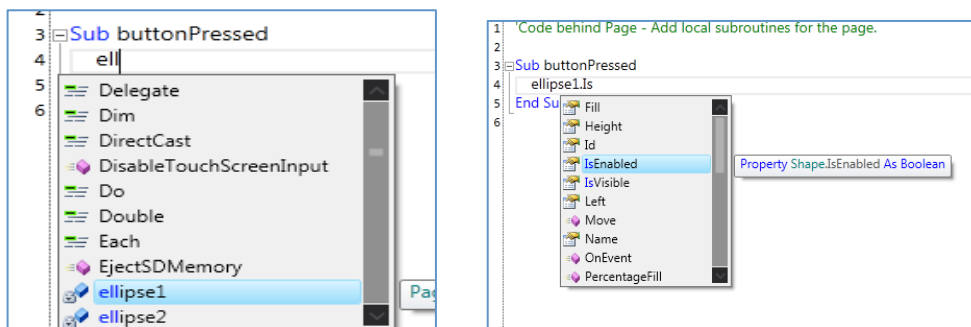 3 Sub buttonPressed
4 ell
5 Delegate
6 Dim
DirectCast
DisableTouchScreenInput
Do
Double
Each
EjectSDMemory
ellipse1
ellipse2
1 'Code behind Page - Add local subroutines for the page.
2
3 Sub buttonPressed
4 ellipse1.Is
5 End Su
6
Fill
Height
Id
IsEnabled Property Shape.IsEnabled As Boolean
IsVisible
Left
Move
Name
OnEvent
PercentageFill